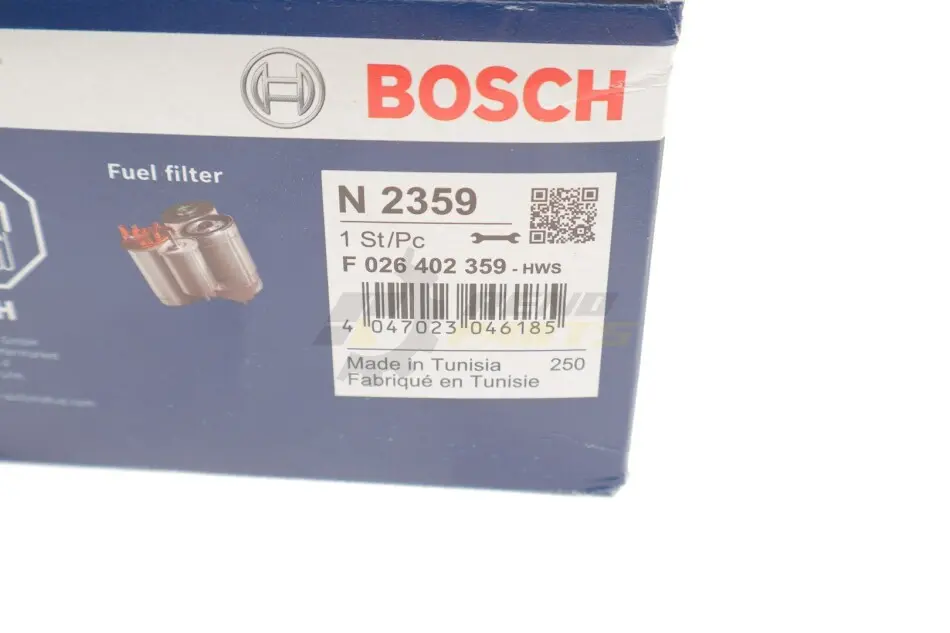 BOSCH
Fuel filter
N 2359
1 St/Pc
F 026 402 359 - HWS
4 047023 046185
Made in Tunisia 250
Fabriqué en Tunisie